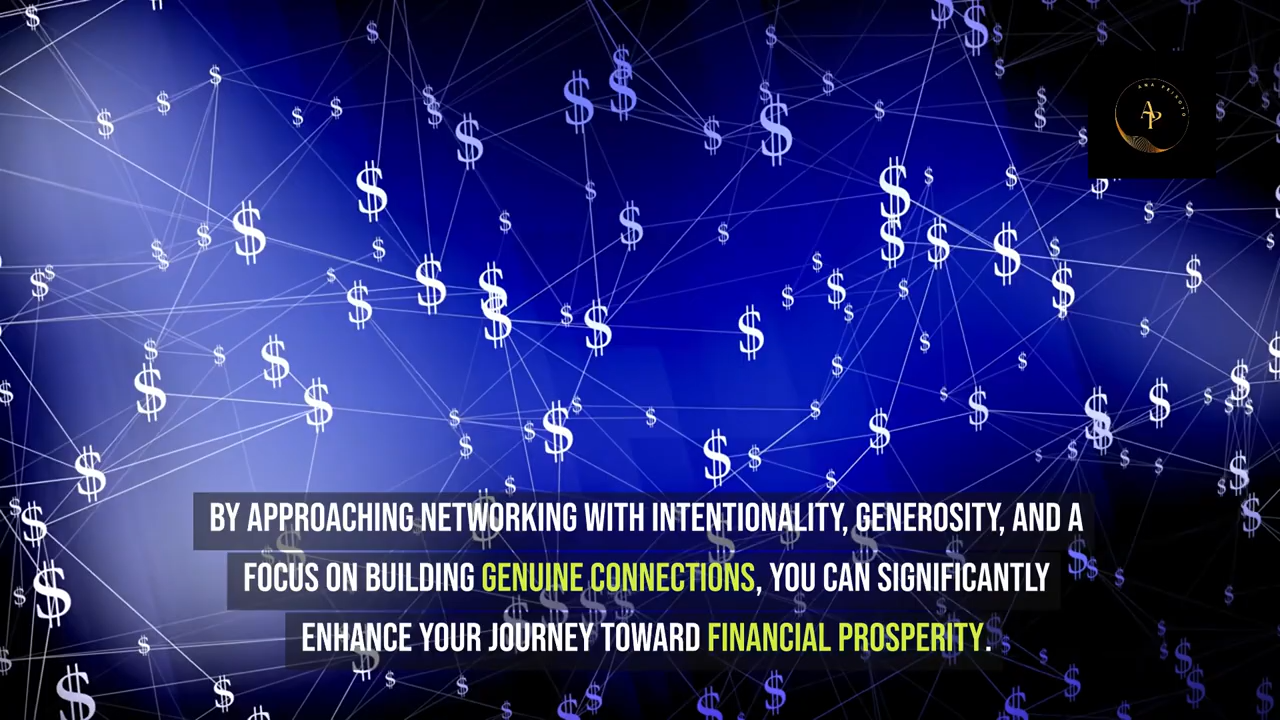 AP
BY APPROACHING NETWORKING WITH INTENTIONALITY, GENEROSITY, AND A
FOCUS ON BUILDING GENUINE CONNECTIONS, YOU CAN SIGNIFICANTLY
ENHANCE YOUR JOURNEY TOWARD FINANCIAL PROSPERITY.